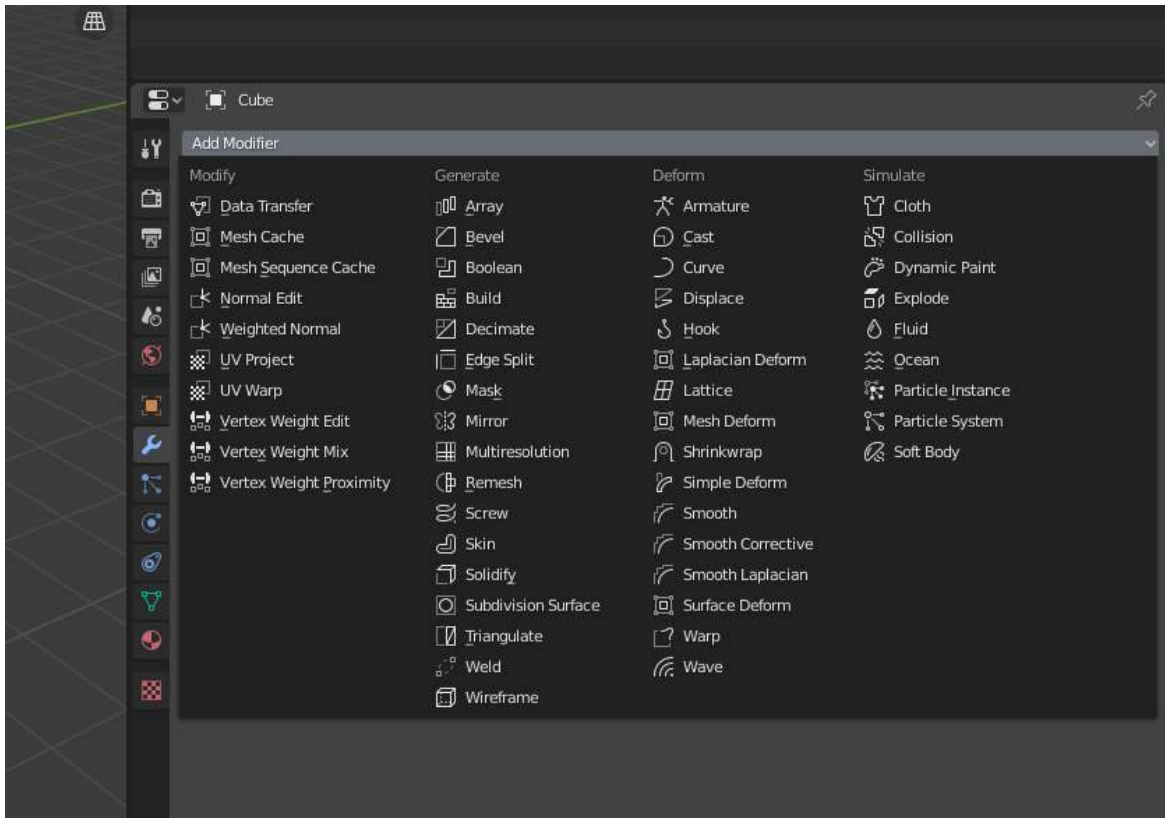 Cube
Add Modifier
Modify
Data Transfer
Mesh Cache
Mesh Sequence Cache
Normal Edit
Weighted Normal
UV Project
UV Warp
Vertex Weight Edit
Vertex Weight Mix
Vertex Weight Proximity
Generate
Array
Bevel
Boolean
Build
Decimate
Edge Split
Mask
Mirror
Multiresolution
Remesh
Screw
Skin
Solidify
Subdivision Surface
Triangulate
Weld
Wireframe
Deform
Armature
Cast
Curve
Displace
Hook
Laplacian Deform
Lattice
Mesh Deform
Shrinkwrap
Simple Deform
Smooth
Smooth Corrective
Smooth Laplacian
Surface Deform
Warp
Wave
Simulate
Cloth
Collision
Dynamic Paint
Explode
Fluid
Ocean
Particle Instance
Particle System
Soft Body